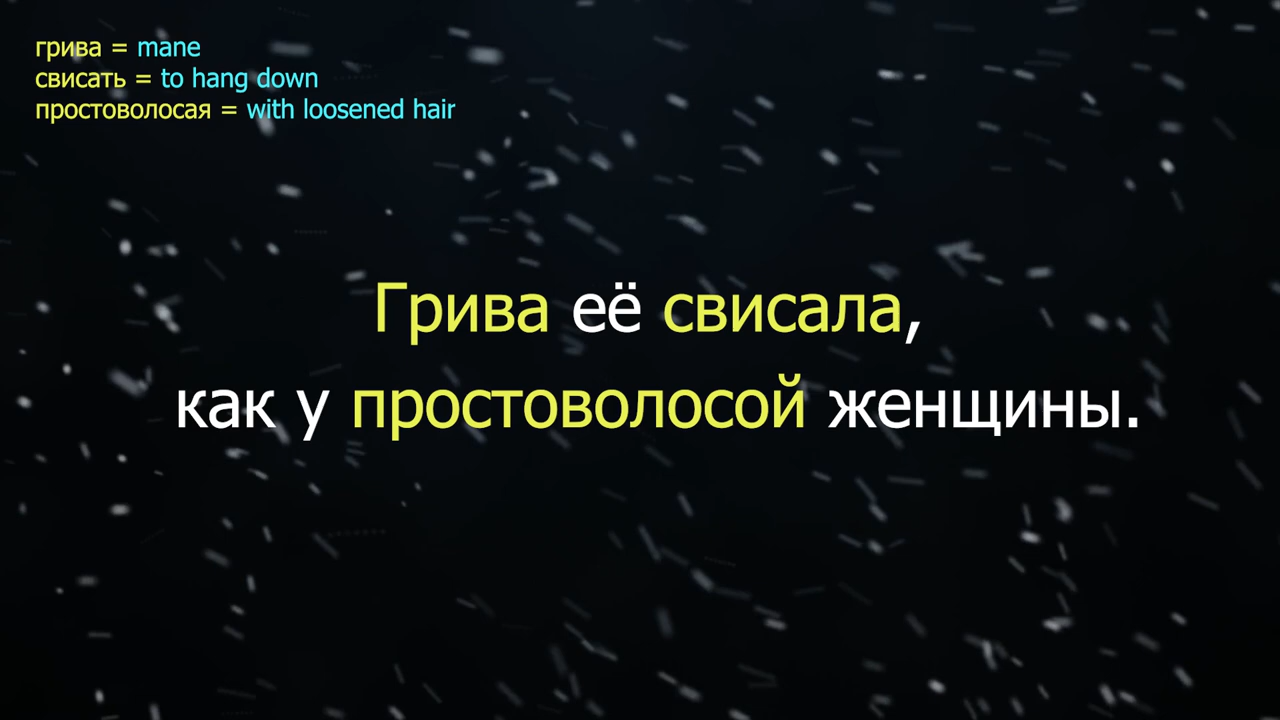 грива = mane
свисать = to hang down
простоволосая = with loosened hair
Грива её свисала,
как у простоволосой женщины.